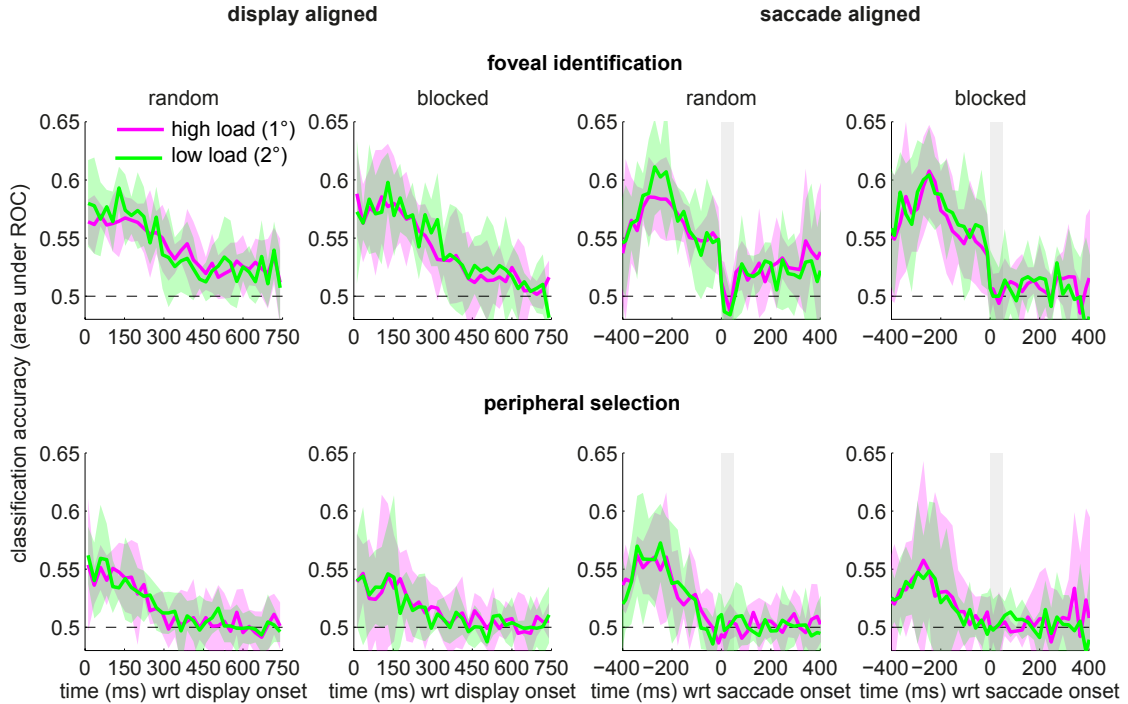 display aligned saccade aligned
foveal identification
random blocked random blocked
high load (1°)
low load (2°)
classification accuracy (area under ROC)
0.65 0.65 0.65 0.65
0.6 0.6 0.6 0.6
0.55 0.55 0.55 0.55
0.5 0.5 0.5 0.5
0 150 300 450 600 750 0 150 300 450 600 750 −400 −200 0 200 400 −400 −200 0 200 400
peripheral selection
0.65 0.65 0.65 0.65
0.6 0.6 0.6 0.6
0.55 0.55 0.55 0.55
0.5 0.5 0.5 0.5
0 150 300 450 600 750 0 150 300 450 600 750 −400 −200 0 200 400 −400 −200 0 200 400
time (ms) wrt display onset time (ms) wrt display onset time (ms) wrt saccade onset time (ms) wrt saccade onset